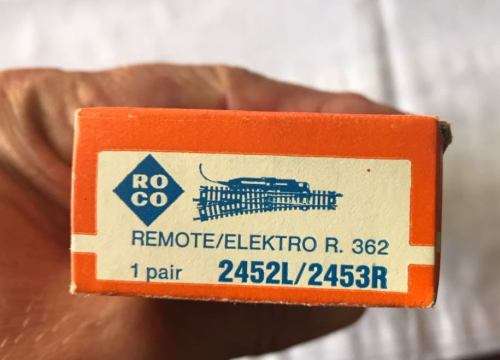 RO
CO
REMOTE/ELEKTRO R. 362
1 pair 2452L/2453R